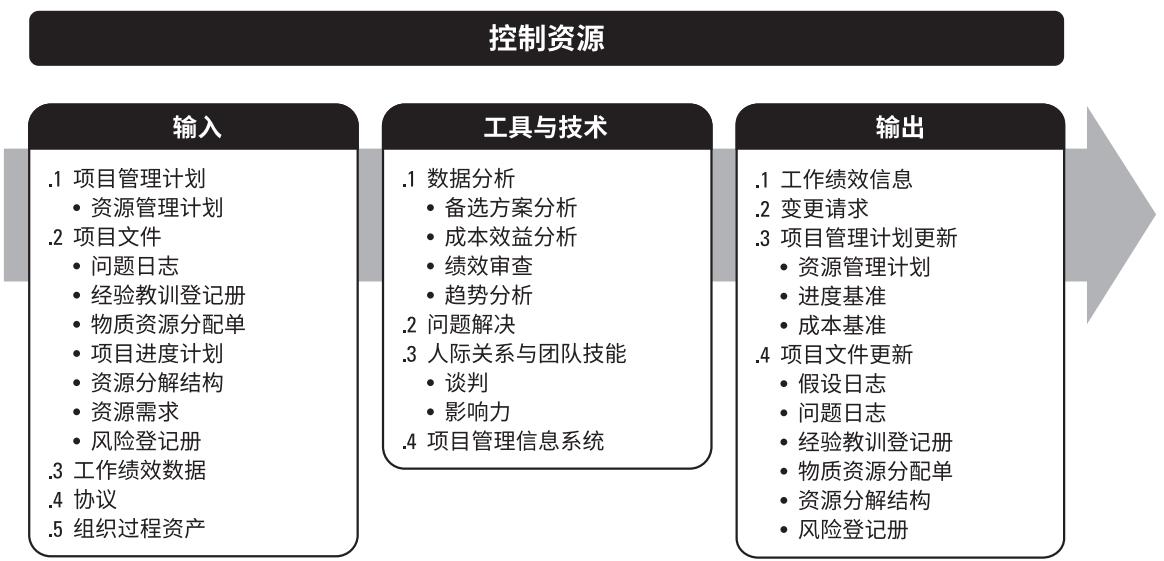 控制资源
输入
.1 项目管理计划
• 资源管理计划
.2 项目文件
• 问题日志
• 经验教训登记册
• 物质资源分配单
• 项目进度计划
• 资源分解结构
• 资源需求
• 风险登记册
.3 工作绩效数据
.4 协议
.5 组织过程资产
工具与技术
.1 数据分析
• 备选方案分析
• 成本效益分析
• 绩效审查
• 趋势分析
.2 问题解决
.3 人际关系与团队技能
• 谈判
• 影响力
.4 项目管理信息系统
输出
.1 工作绩效信息
.2 变更请求
.3 项目管理计划更新
• 资源管理计划
• 进度基准
• 成本基准
.4 项目文件更新
• 假设日志
• 问题日志
• 经验教训登记册
• 物质资源分配单
• 资源分解结构
• 风险登记册